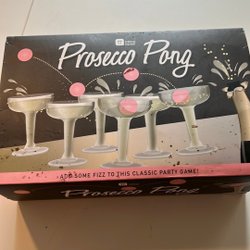 Prosecco Pong
ADD SOME FIZZ TO THIS CLASSIC PARTY GAME!
Prosecco Pong